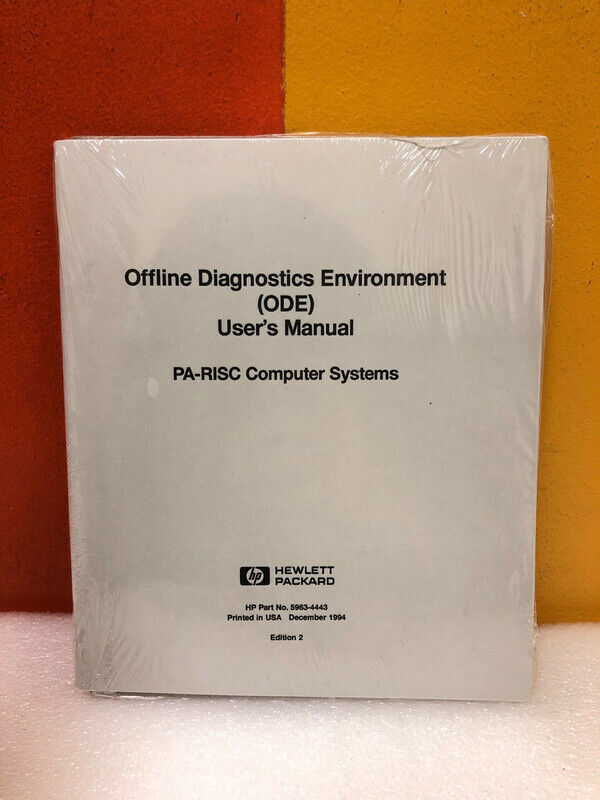 Offline Diagnostics Environment
(ODE)
User's Manual
PA-RISC Computer Systems
hp HEWLETT
PACKARD
HP Part No. 5963-4443
Printed in USA December 1994
Edition 2